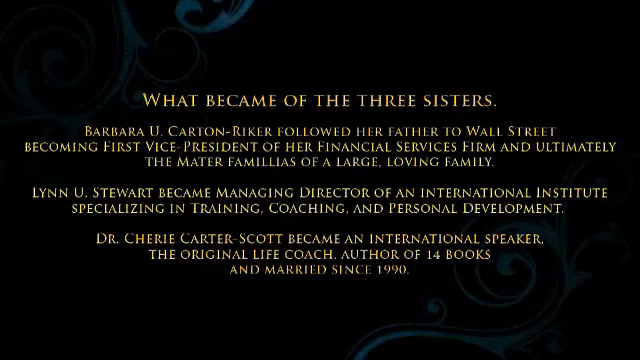 What became of the three sisters.
Barbara U. Carton-Riker followed her father to Wall Street
becoming First Vice-President of her Financial Services Firm and ultimately
the Mater famillias of a large, loving family.
Lynn U. Stewart became Managing Director of an international Institute
specializing in Training, Coaching, and Personal Development.
Dr. Cherie Carter-Scott became an international speaker,
the original life coach, author of 14 books
and married since 1990.